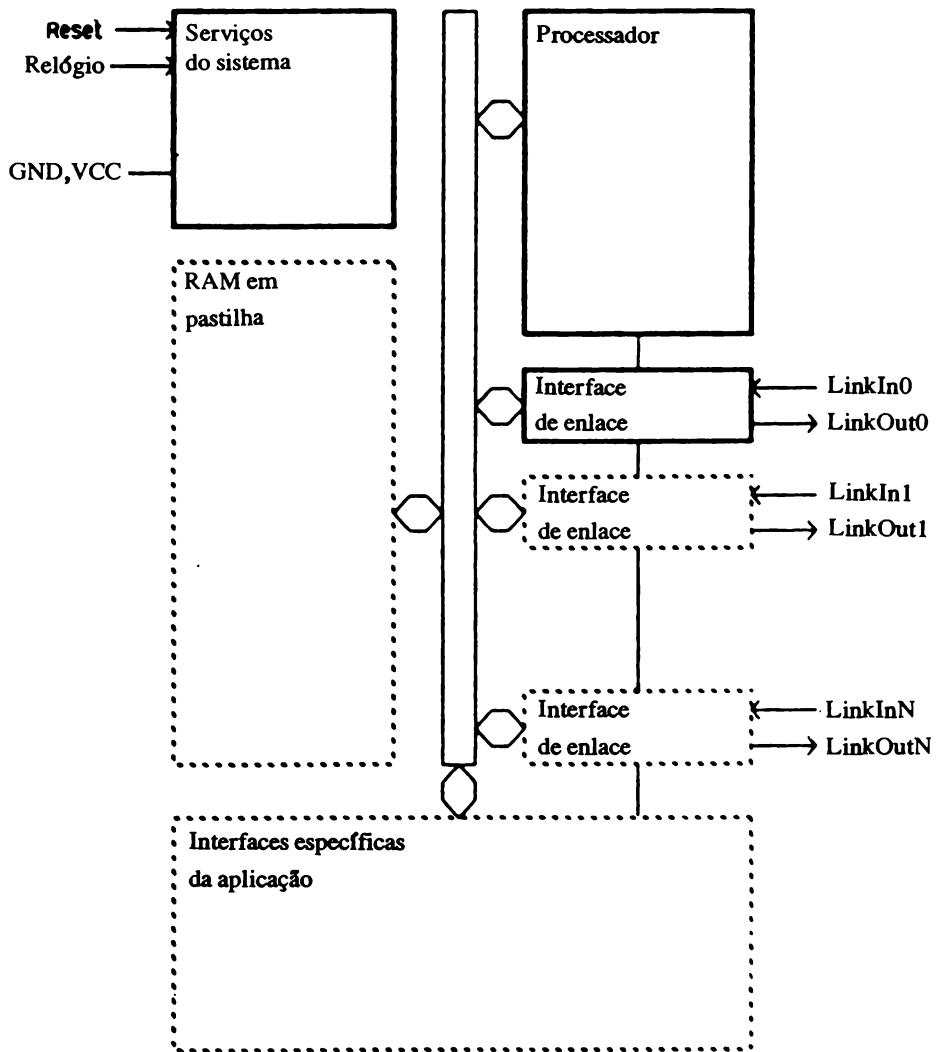 Reset
Relógio
GND,VCC
Serviços
do sistema
Processador
RAM em
pastilha
Interface
de enlace
LinkIn0
LinkOut0
Interface
de enlace
LinkIn1
LinkOut1
Interface
de enlace
LinkInN
LinkOutN
Interfaces específicas
da aplicação